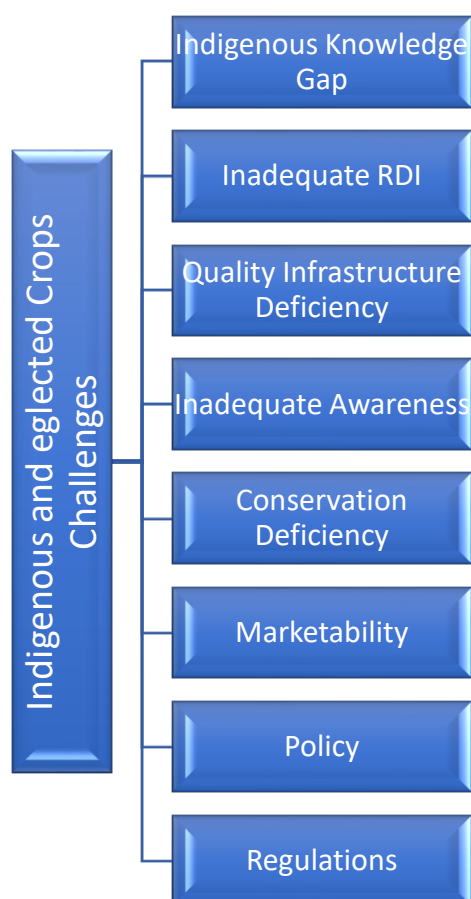 Indigenous and eglected Crops
Challenges
Indigenous Knowledge
Gap
Inadequate RDI
Quality Infrastructure
Deficiency
Inadequate Awareness
Conservation
Deficiency
Marketability
Policy
Regulations